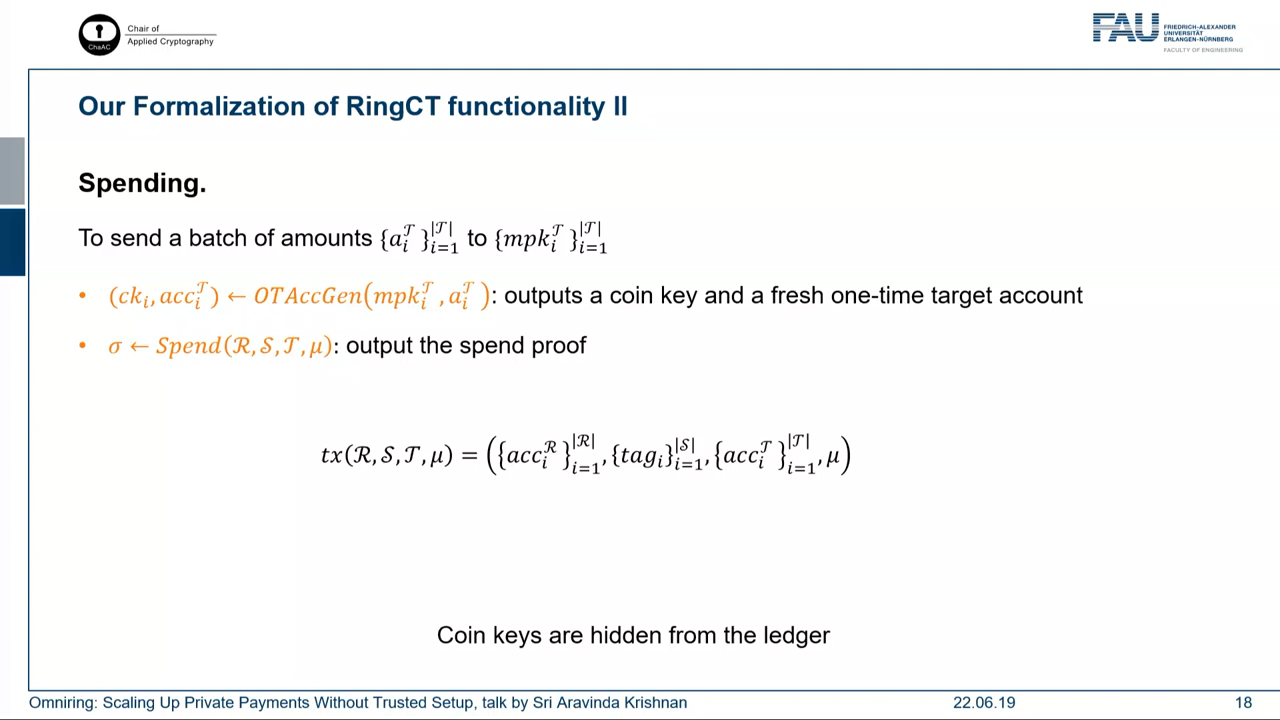 ChaAC
Chair of
Applied Cryptography
FAU
FRIEDRICH-ALEXANDER
UNIVERSITÄT
ERLANGEN-NÜRNBERG
FACULTY OF ENGINEERING
Our Formalization of RingCT functionality II
Spending.
To send a batch of amounts {a_i^𝒯}_{i=1}^{|𝒯|} to {mpk_i^𝒯}_{i=1}^{|𝒯|}
• (ck_i, acc_i^𝒯) ← OTAccGen(mpk_i^𝒯, a_i^𝒯): outputs a coin key and a fresh one-time target account
• σ ← Spend(ℛ, 𝒮, 𝒯, μ): output the spend proof
tx(ℛ, 𝒮, 𝒯, μ) = ({acc_i^ℛ}_{i=1}^{|ℛ|}, {tag_i}_{i=1}^{|𝒮|}, {acc_i^𝒯}_{i=1}^{|𝒯|}, μ)
Coin keys are hidden from the ledger
Omniring: Scaling Up Private Payments Without Trusted Setup, talk by Sri Aravinda Krishnan 22.06.19 18